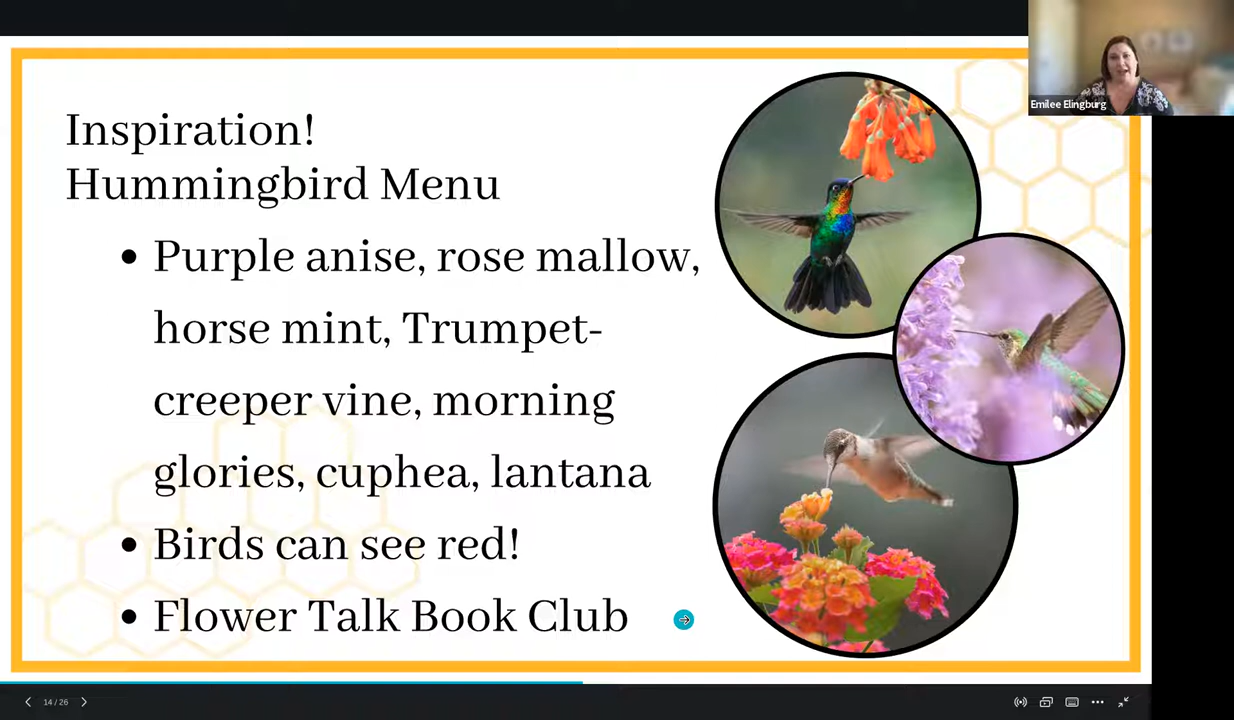 Emilee Elingburg
Inspiration!
Hummingbird Menu
• Purple anise, rose mallow,
horse mint, Trumpet-
creeper vine, morning
glories, cuphea, lantana
• Birds can see red!
• Flower Talk Book Club
14 / 26